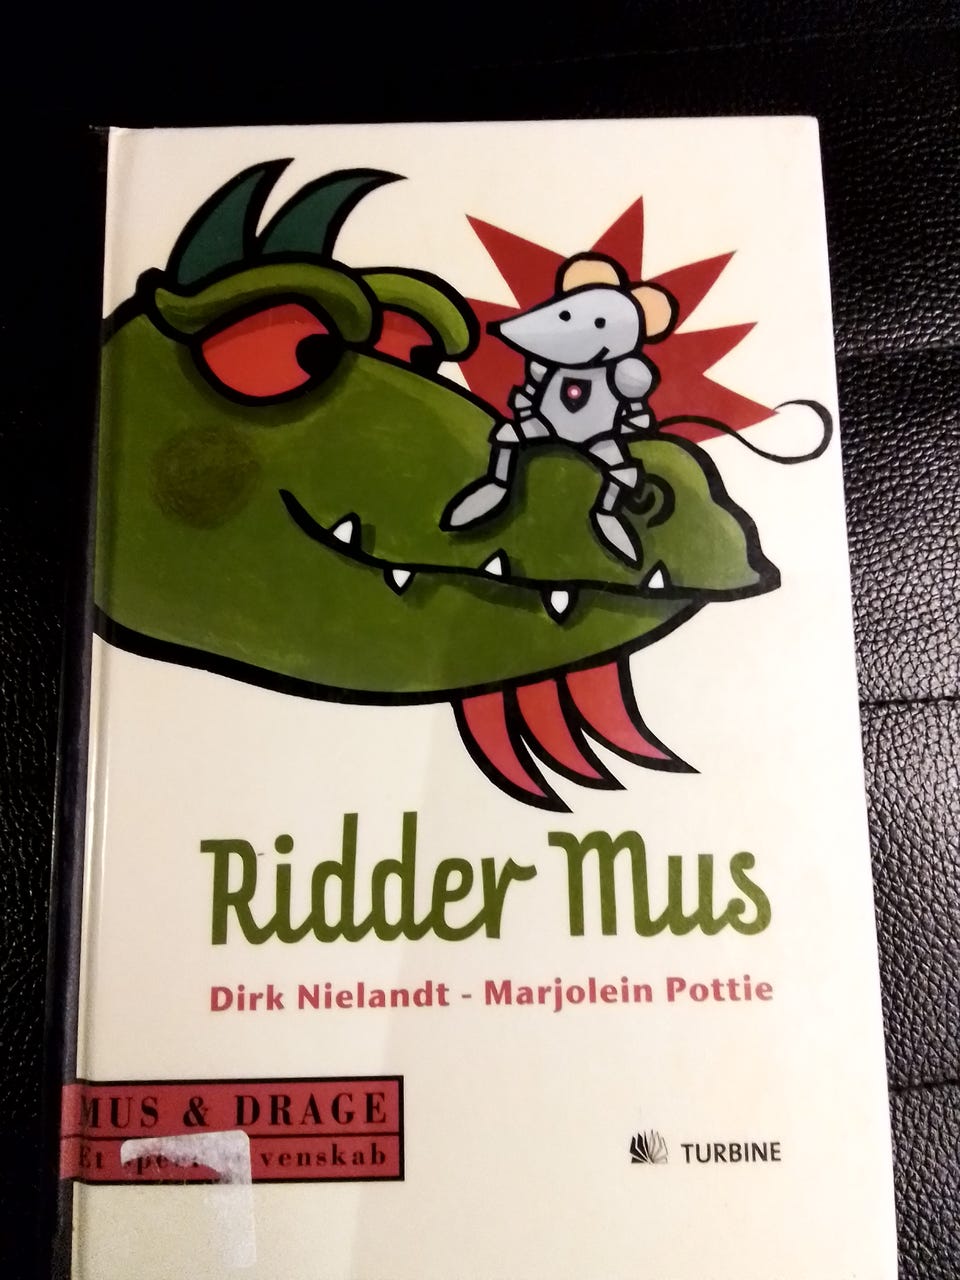 Ridder Mus
Dirk Nielandt - Marjolein Pottie
MUS & DRAGE
Et venskab
TURBINE